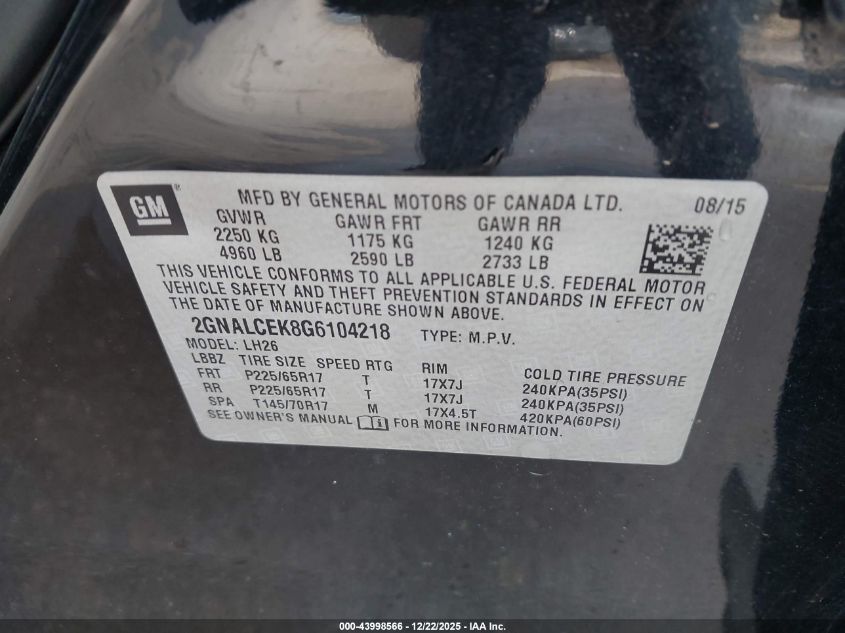 GM
MFD BY GENERAL MOTORS OF CANADA LTD. 08/15
GVWR GAWR FRT GAWR RR
2250 KG 1175 KG 1240 KG
4960 LB 2590 LB 2733 LB
THIS VEHICLE CONFORMS TO ALL APPLICABLE U.S. FEDERAL MOTOR
VEHICLE SAFETY AND THEFT PREVENTION STANDARDS IN EFFECT ON
THE DATE OF MANUFACTURE SHOWN ABOVE.
2GNALCEK8G6104218 TYPE: M.P.V.
MODEL: LH26
LBBZ TIRE SIZE SPEED RTG RIM COLD TIRE PRESSURE
FRT P225/65R17 T 17X7J 240KPA(35PSI)
RR P225/65R17 T 17X7J 240KPA(35PSI)
SPA T145/70R17 M 17X4.5T 420KPA(60PSI)
SEE OWNER'S MANUAL FOR MORE INFORMATION.
000-43998566 - 12/22/2025 - IAA Inc.